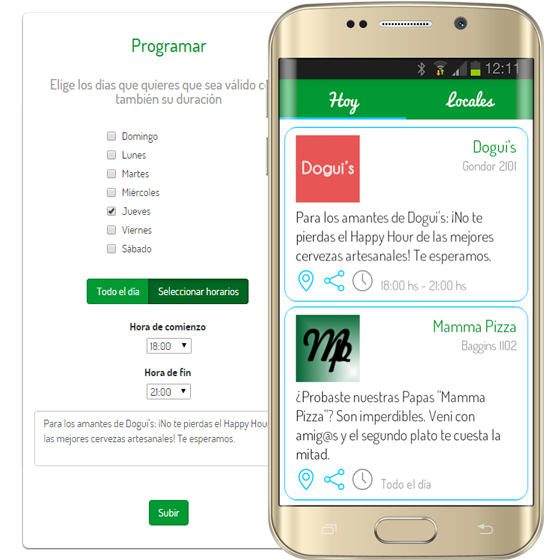 Programar
Elige los días que quieres que sea válido
también su duración
Domingo
Lunes
Martes
Miércoles
Jueves
Viernes
Sábado
Todo el día Seleccionar horarios
Hora de comienzo
18:00
Hora de fin
21:00
Para los amantes de Dogui's: ¡No te pierdas el Happy Hour
las mejores cervezas artesanales! Te esperamos.
Subir
12:11
Hoy Locales
Dogui's
Dogui's
Gondor 2101
Para los amantes de Dogui's: ¡No te
pierdas el Happy Hour de las mejores
cervezas artesanales! Te esperamos.
18:00 hs - 21:00 hs
Mp
Mamma Pizza
Baggins 1102
¿Probaste nuestras Papas "Mamma
Pizza"? Son imperdibles. Vení con
amig@s y el segundo plato te cuesta la
mitad.
Todo el día